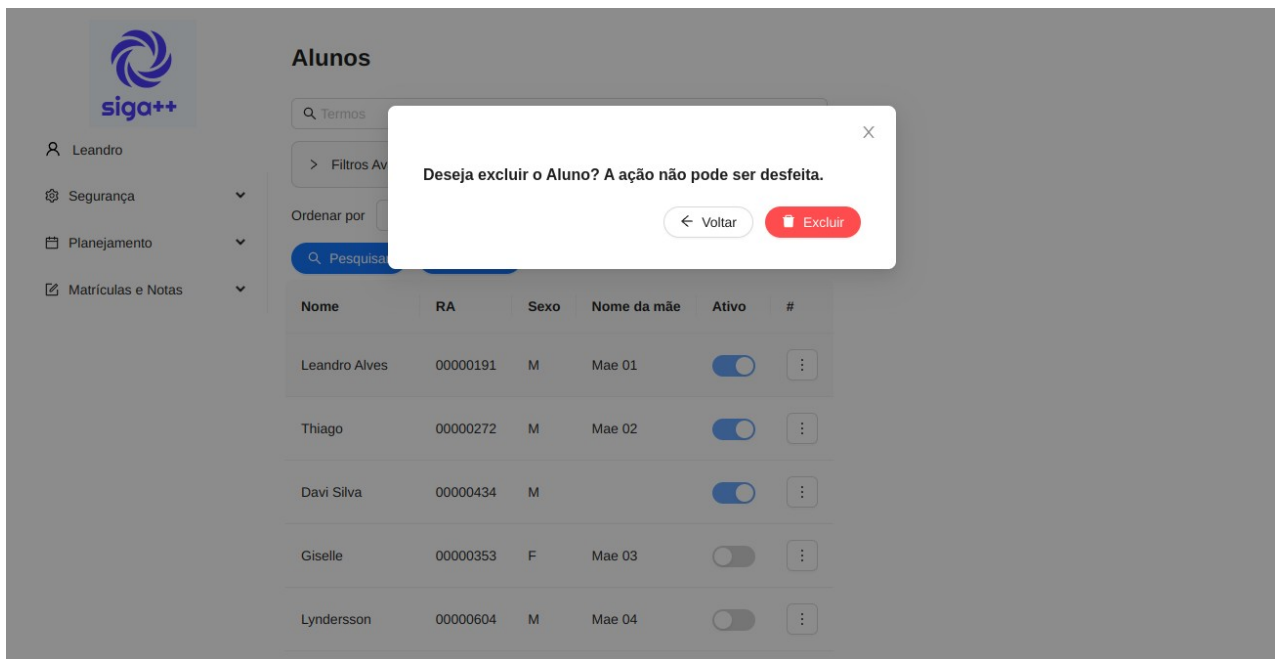 siga++
Leandro
Segurança
Planejamento
Matrículas e Notas
Alunos
Termos
Filtros Av
Ordenar por
Pesquisar
Deseja excluir o Aluno? A ação não pode ser desfeita.
Voltar Excluir
Nome RA Sexo Nome da mãe Ativo #
Leandro Alves 00000191 M Mae 01
Thiago 00000272 M Mae 02
Davi Silva 00000434 M
Giselle 00000353 F Mae 03
Lyndersson 00000604 M Mae 04